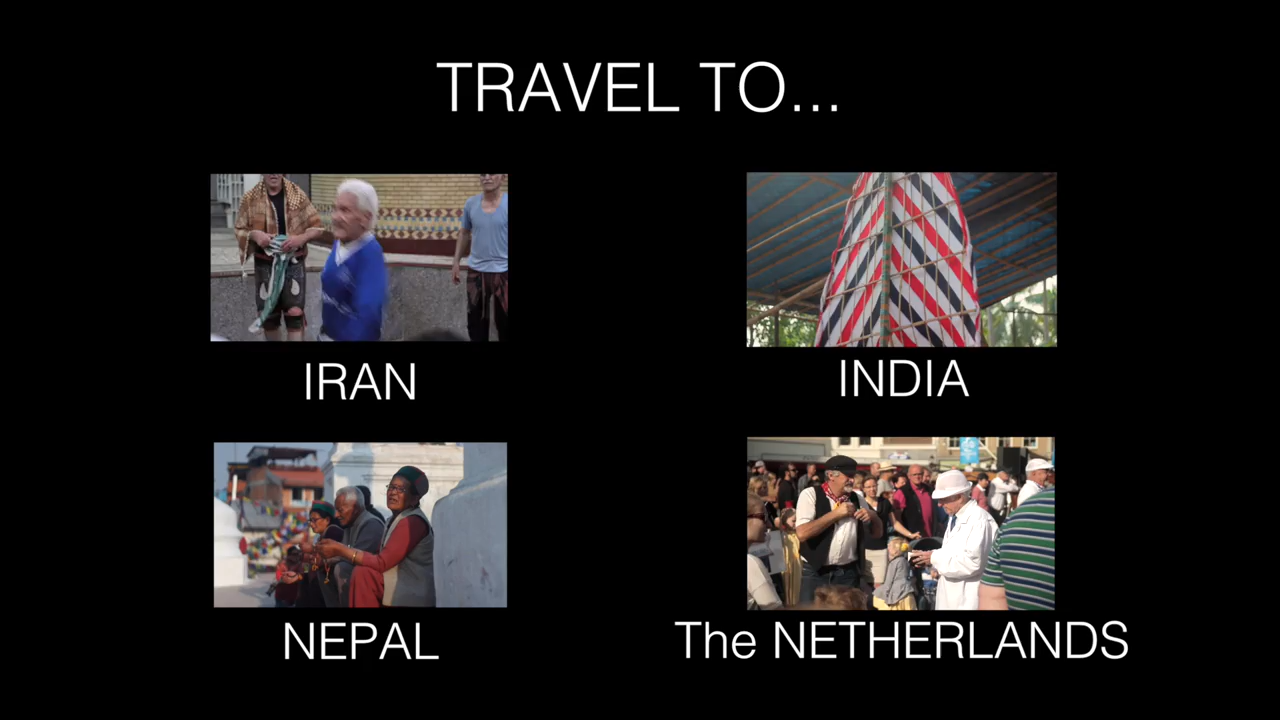 TRAVEL TO...
IRAN
INDIA
NEPAL
The NETHERLANDS